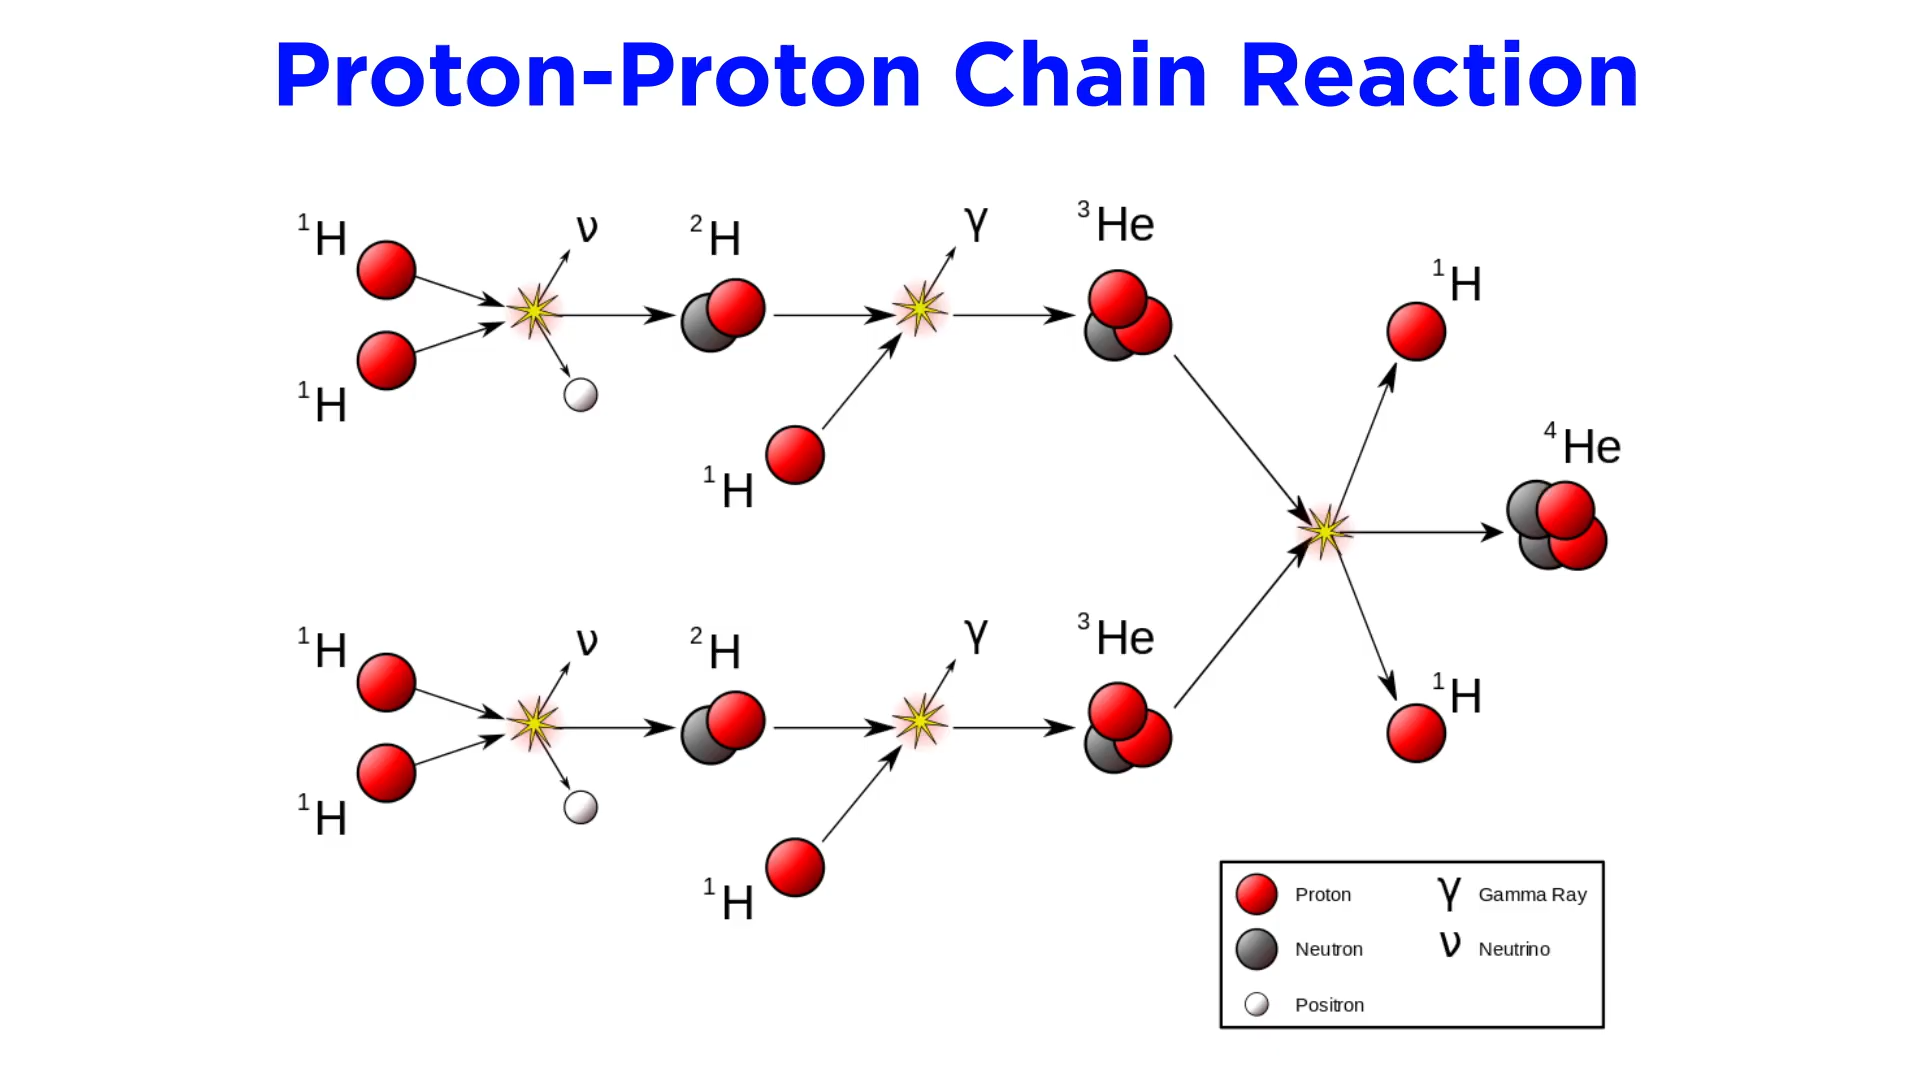 Proton-Proton Chain Reaction
¹H
ν
²H
γ
³He
¹H
¹H
¹H
⁴He
¹H
ν
²H
γ
³He
¹H
¹H
¹H
Proton
γ Gamma Ray
Neutron
ν Neutrino
Positron